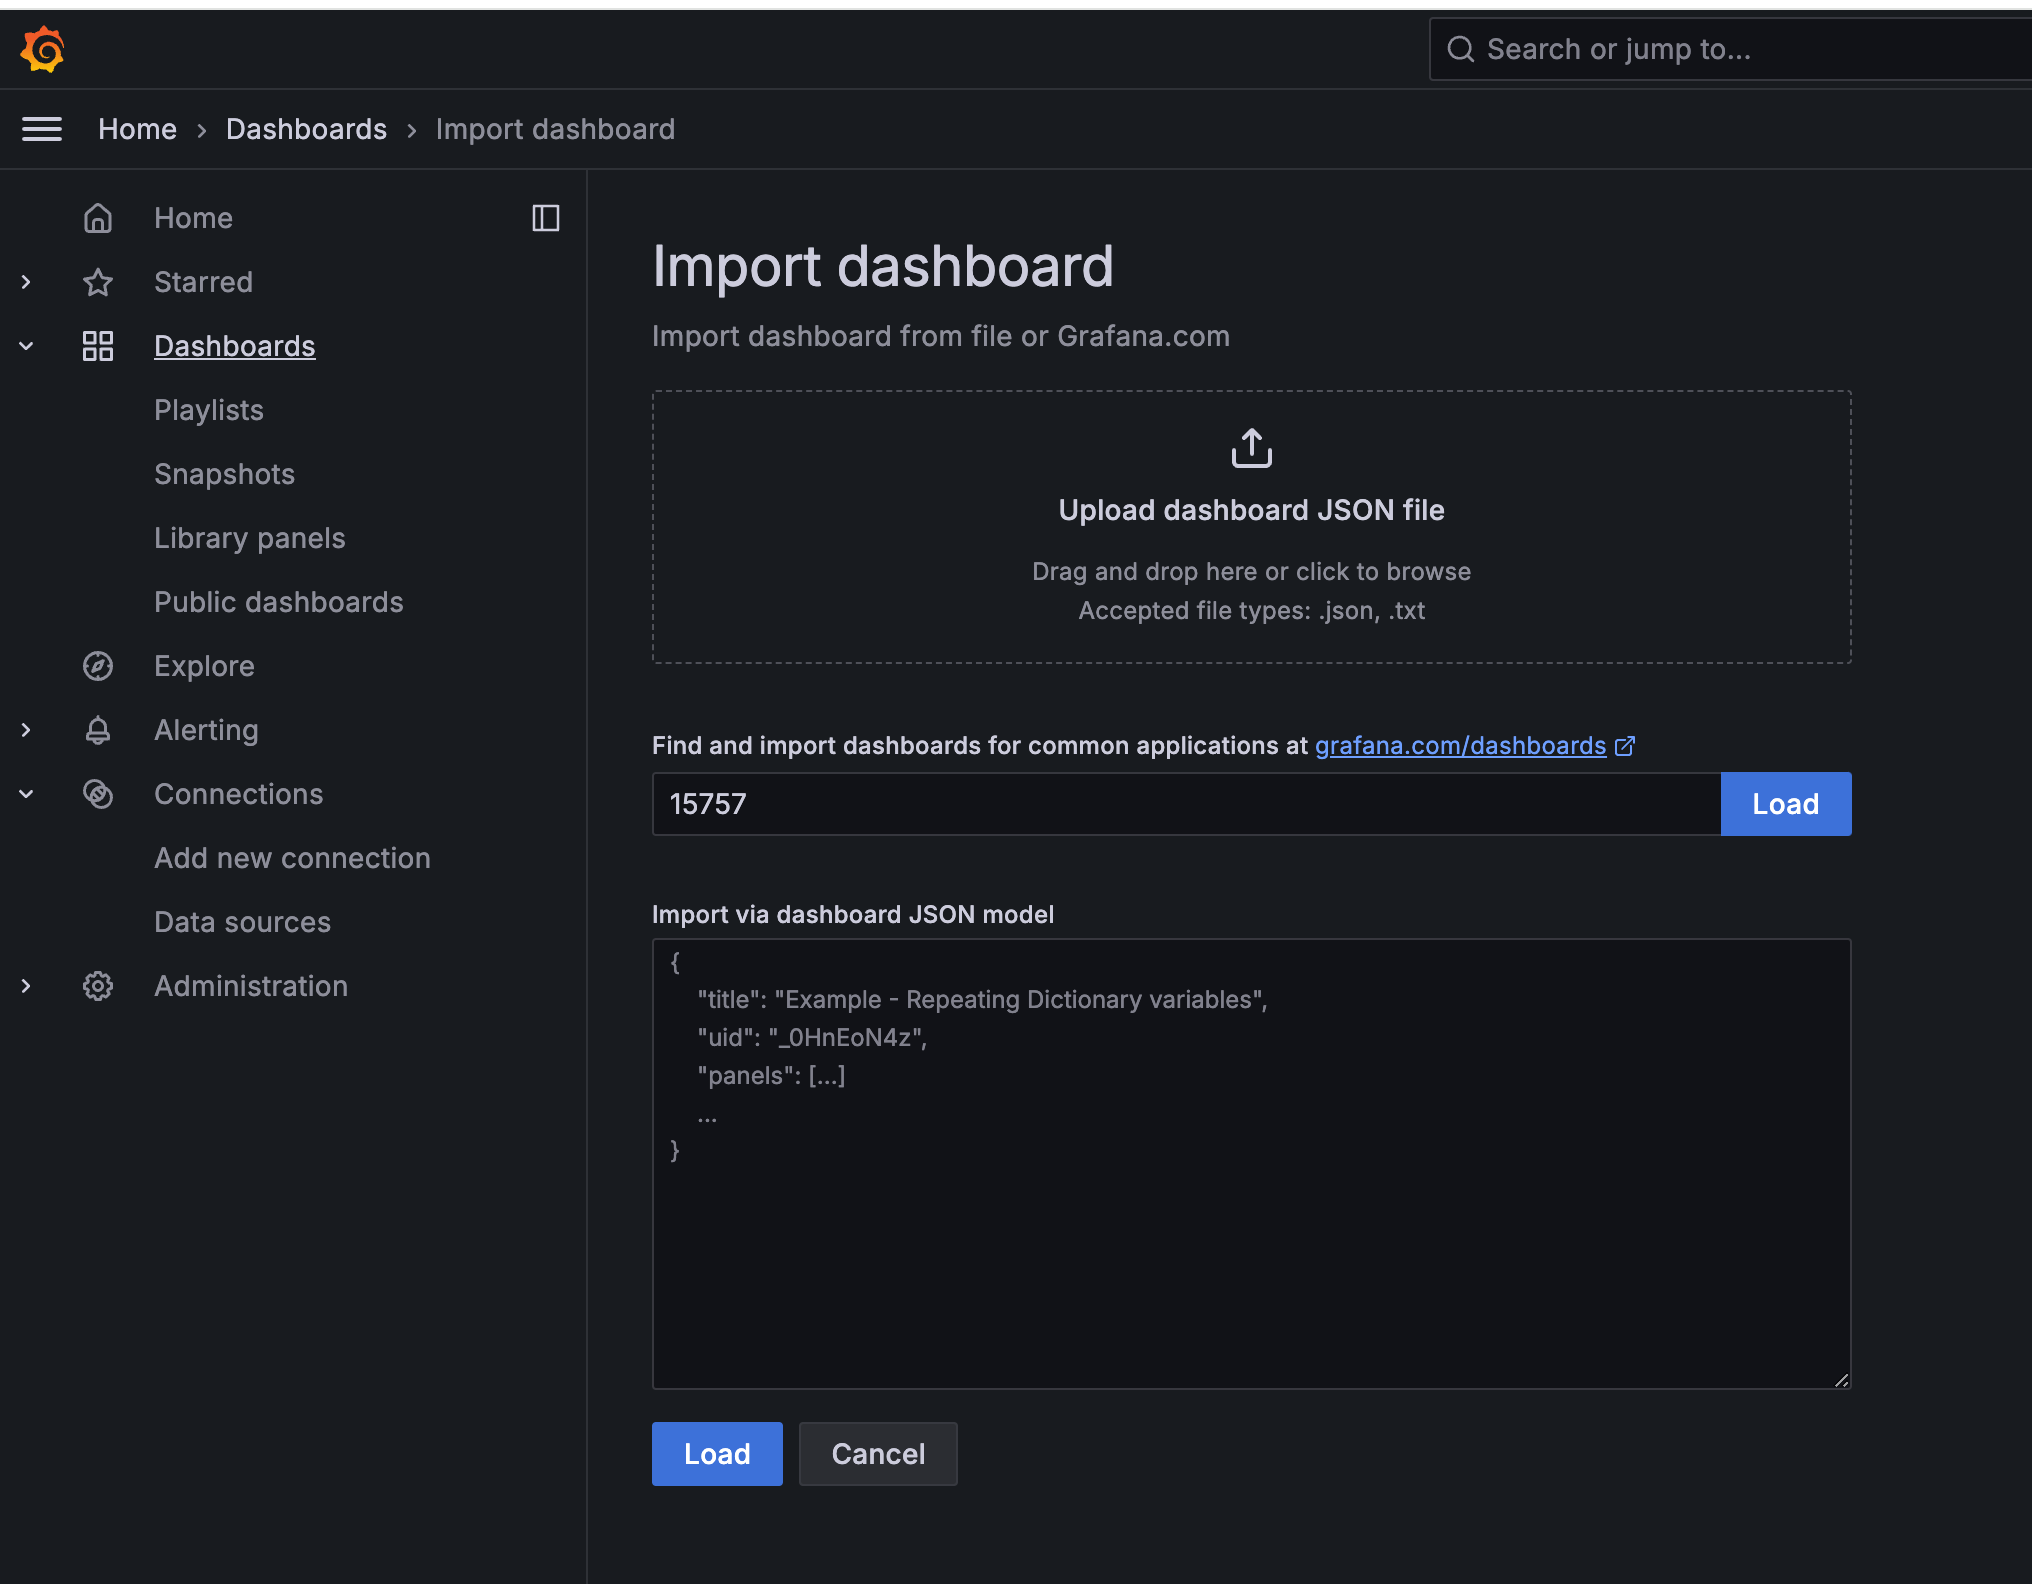 Search or jump to...
Home › Dashboards › Import dashboard
Home
Starred
Dashboards
Playlists
Snapshots
Library panels
Public dashboards
Explore
Alerting
Connections
Add new connection
Data sources
Administration
Import dashboard
Import dashboard from file or Grafana.com
Upload dashboard JSON file
Drag and drop here or click to browse
Accepted file types: .json, .txt
Find and import dashboards for common applications at grafana.com/dashboards
15757 Load
Import via dashboard JSON model
{
"title": "Example - Repeating Dictionary variables",
"uid": "_0HnEoN4z",
"panels": [...]
...
}
Load Cancel